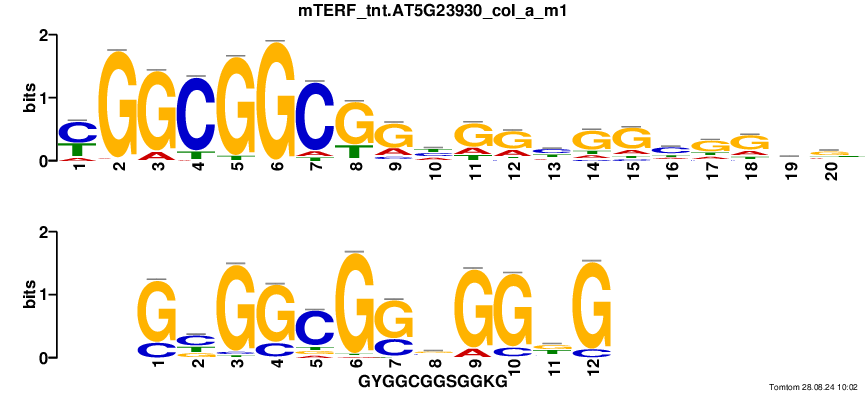 mTERF_tnt.AT5G23930_col_a_m1
2
1
0
bits
1 2 3 4 5 6 7 8 9 10 11 12 13 14 15 16 17 18 19 20
2
1
0
bits
1 2 3 4 5 6 7 8 9 10 11 12
GYGGCGGSGGKG
Tomtom 28.08.24 10:02